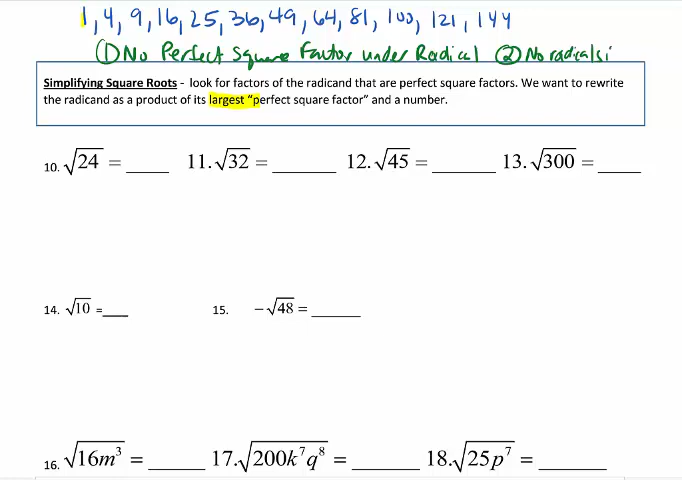 1, 4, 9, 16, 25, 36, 49, 64, 81, 100, 121, 144
① No Perfect Square Factor under Radical ② No radicals i
Simplifying Square Roots - look for factors of the radicand that are perfect square factors. We want to rewrite
the radicand as a product of its largest “perfect square factor” and a number.
10. √24 = ____ 11. √32 = ______ 12. √45 = ______ 13. √300 = ____
14. √10 = ___ 15. −√48 = _____
16. √16m³ = _____ 17. √200k⁷q⁸ = ______ 18. √25p⁷ = ______